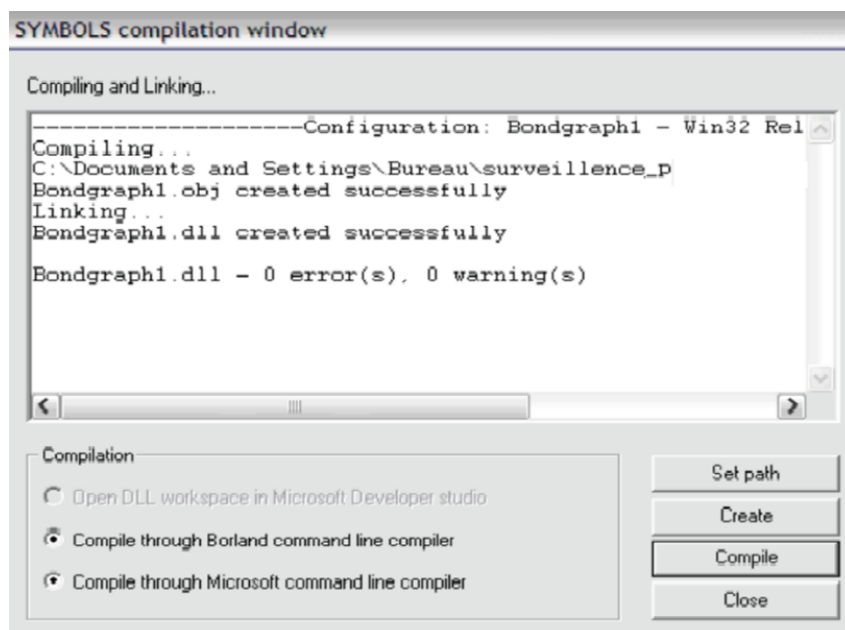 SYMBOLS compilation window
Compiling and Linking...
--------------------Configuration: Bondgraph1 - Win32 Rel
Compiling...
C:\Documents and Settings\Bureau\surveillence_p
Bondgraph1.obj created successfully
Linking...
Bondgraph1.dll created successfully
Bondgraph1.dll - 0 error(s), 0 warning(s)
Compilation
Open DLL workspace in Microsoft Developer studio
Compile through Borland command line compiler
Compile through Microsoft command line compiler
Set path
Create
Compile
Close